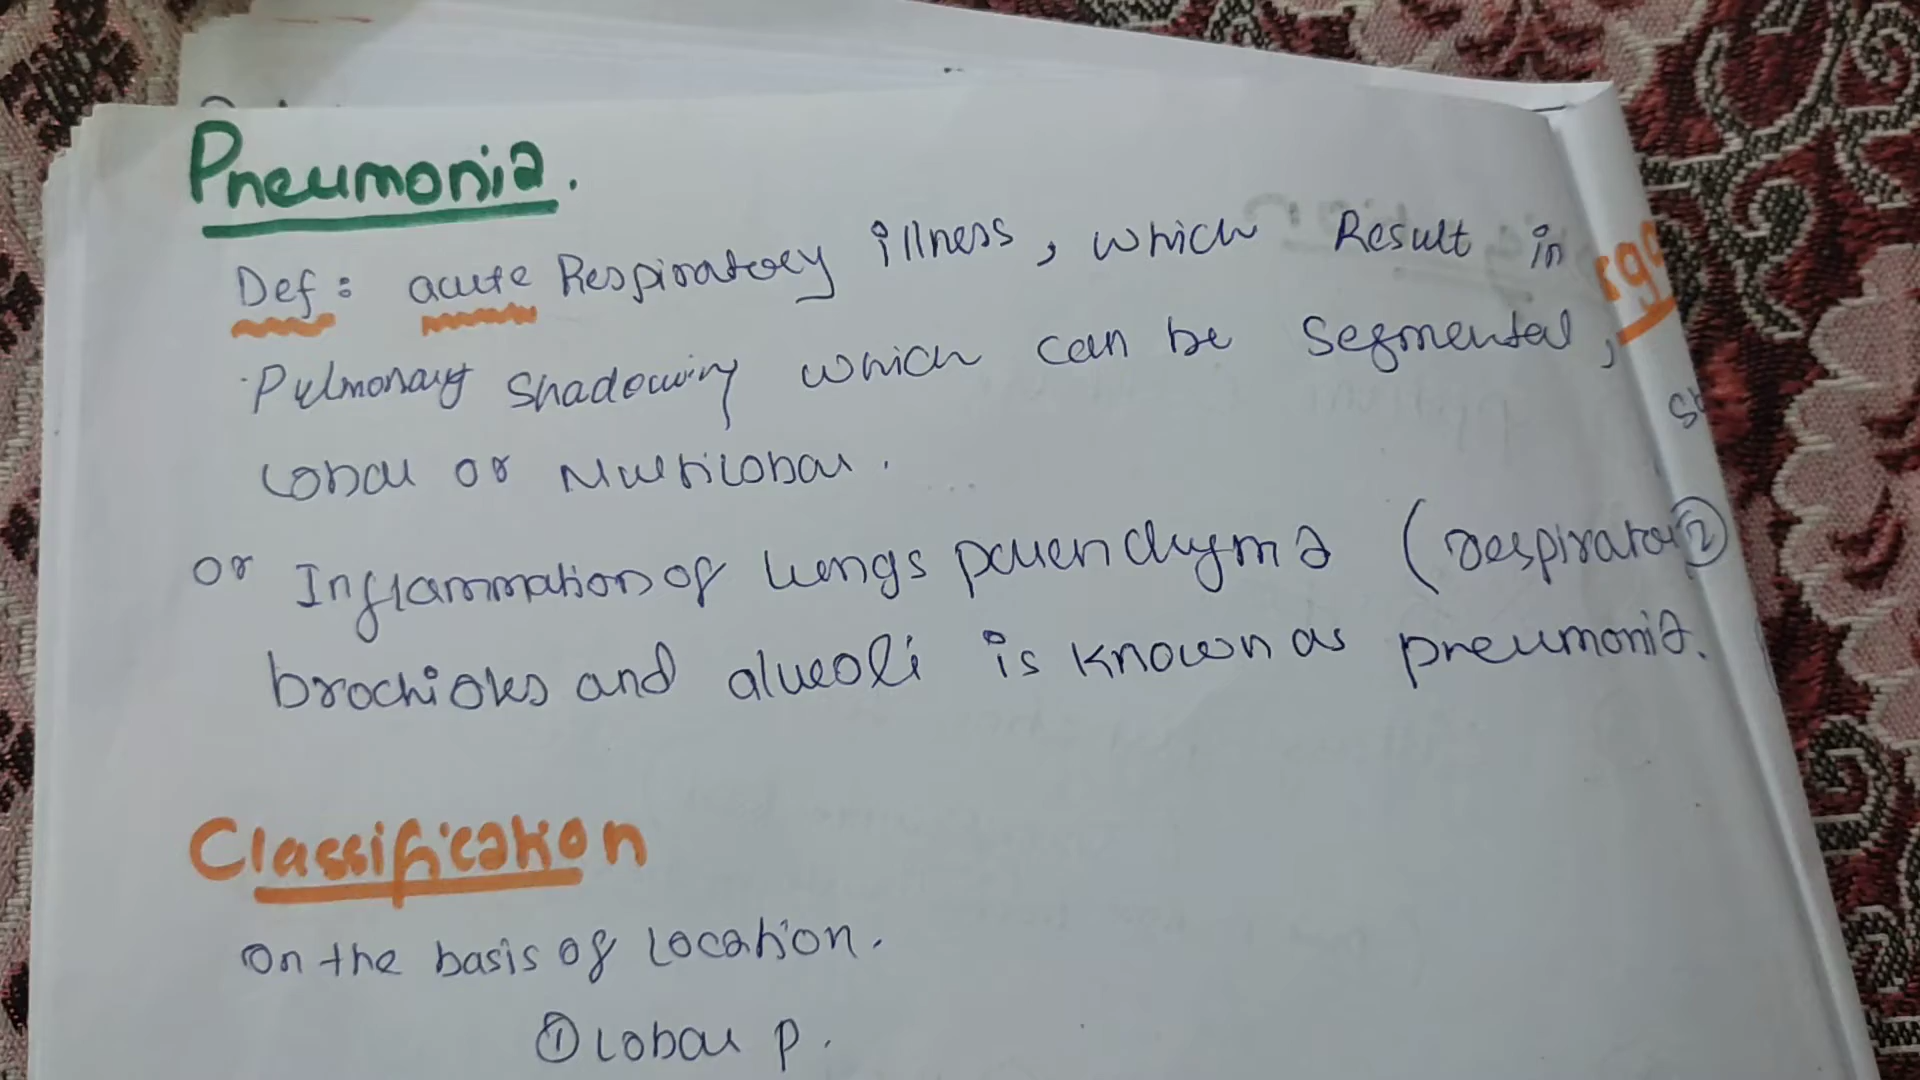 Pneumonia.
Def: acute Respiratory illness, which Result in
Pulmonary Shadowing which can be Segmental,
Lobar or Multilobar.
or Inflammation of lungs parenchyma (respirator
brochioles and alveoli is known as pneumonia.
②
Classification
On the basis of Location.
① Lobar P.